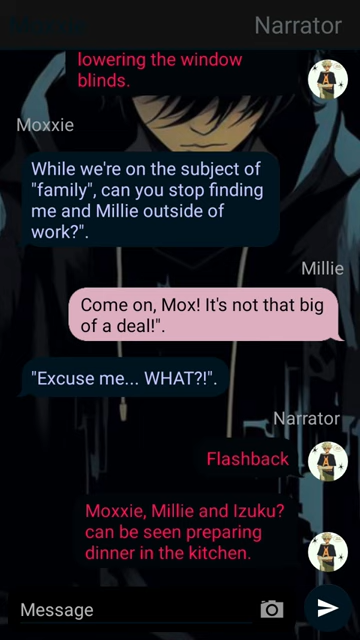 Narrator
lowering the window
blinds.
Moxxie
While we're on the subject of
"family", can you stop finding
me and Millie outside of
work?".
Millie
Come on, Mox! It's not that big
of a deal!".
"Excuse me... WHAT?!".
Narrator
Flashback
Moxxie, Millie and Izuku?
can be seen preparing
dinner in the kitchen.
Message